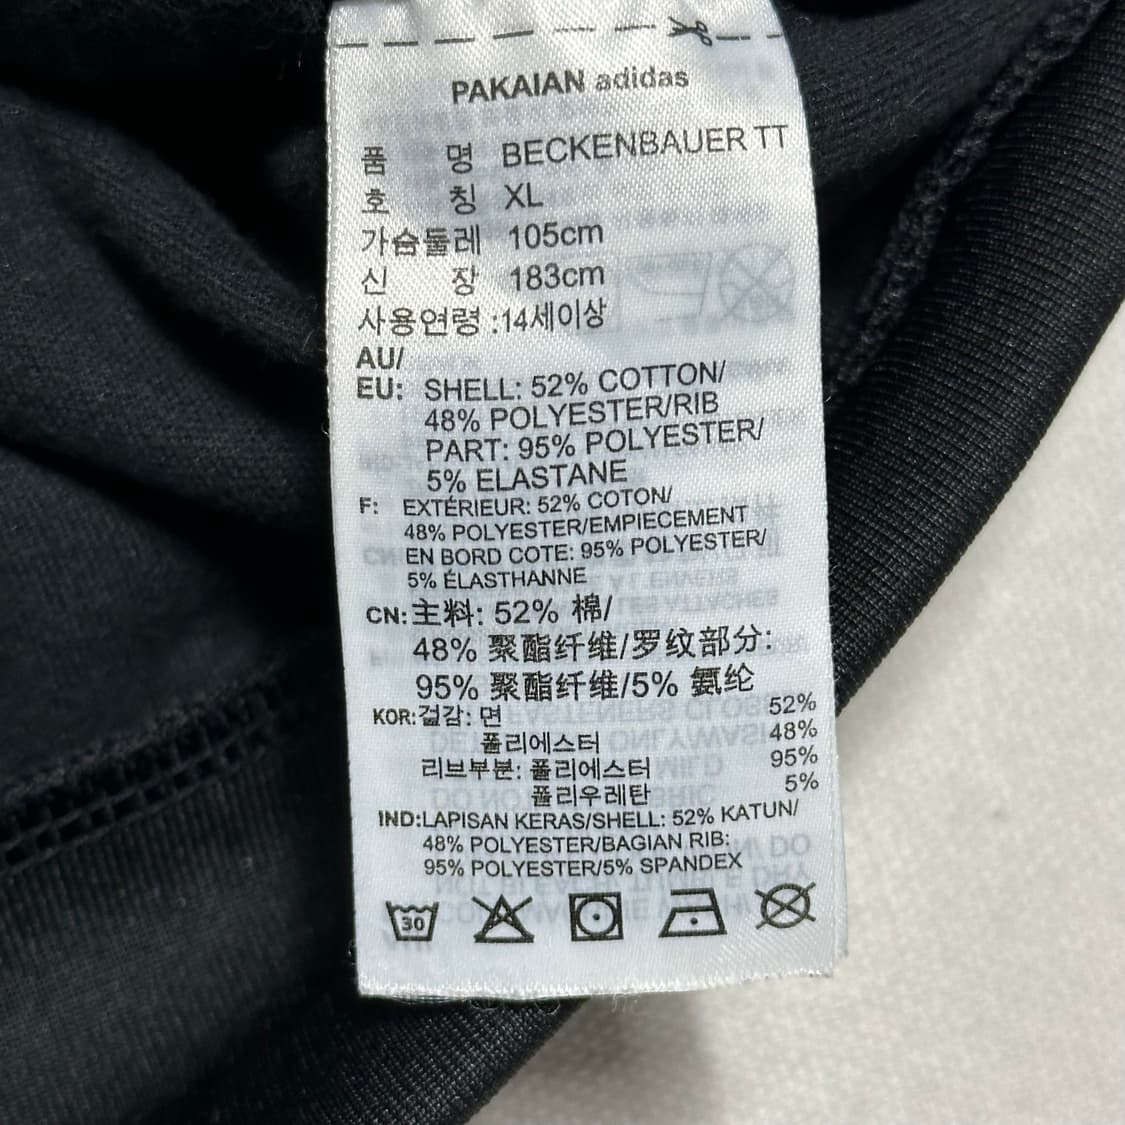 PAKAIAN adidas
품 명 BECKENBAUER TT
호 칭 XL
가슴둘레 105cm
신 장 183cm
사용연령 :14세이상
AU/
EU: SHELL: 52% COTTON/
48% POLYESTER/RIB
PART: 95% POLYESTER/
5% ELASTANE
F: EXTÉRIEUR: 52% COTON/
48% POLYESTER/EMPIECEMENT
EN BORD COTE: 95% POLYESTER/
5% ÉLASTHANNE
CN: 主料: 52% 棉/
48% 聚酯纤维/罗纹部分:
95% 聚酯纤维/5% 氨纶
KOR:겉감: 면 52%
폴리에스터 48%
리브부분: 폴리에스터 95%
폴리우레탄 5%
IND:LAPISAN KERAS/SHELL: 52% KATUN/
48% POLYESTER/BAGIAN RIB:
95% POLYESTER/5% SPANDEX
30